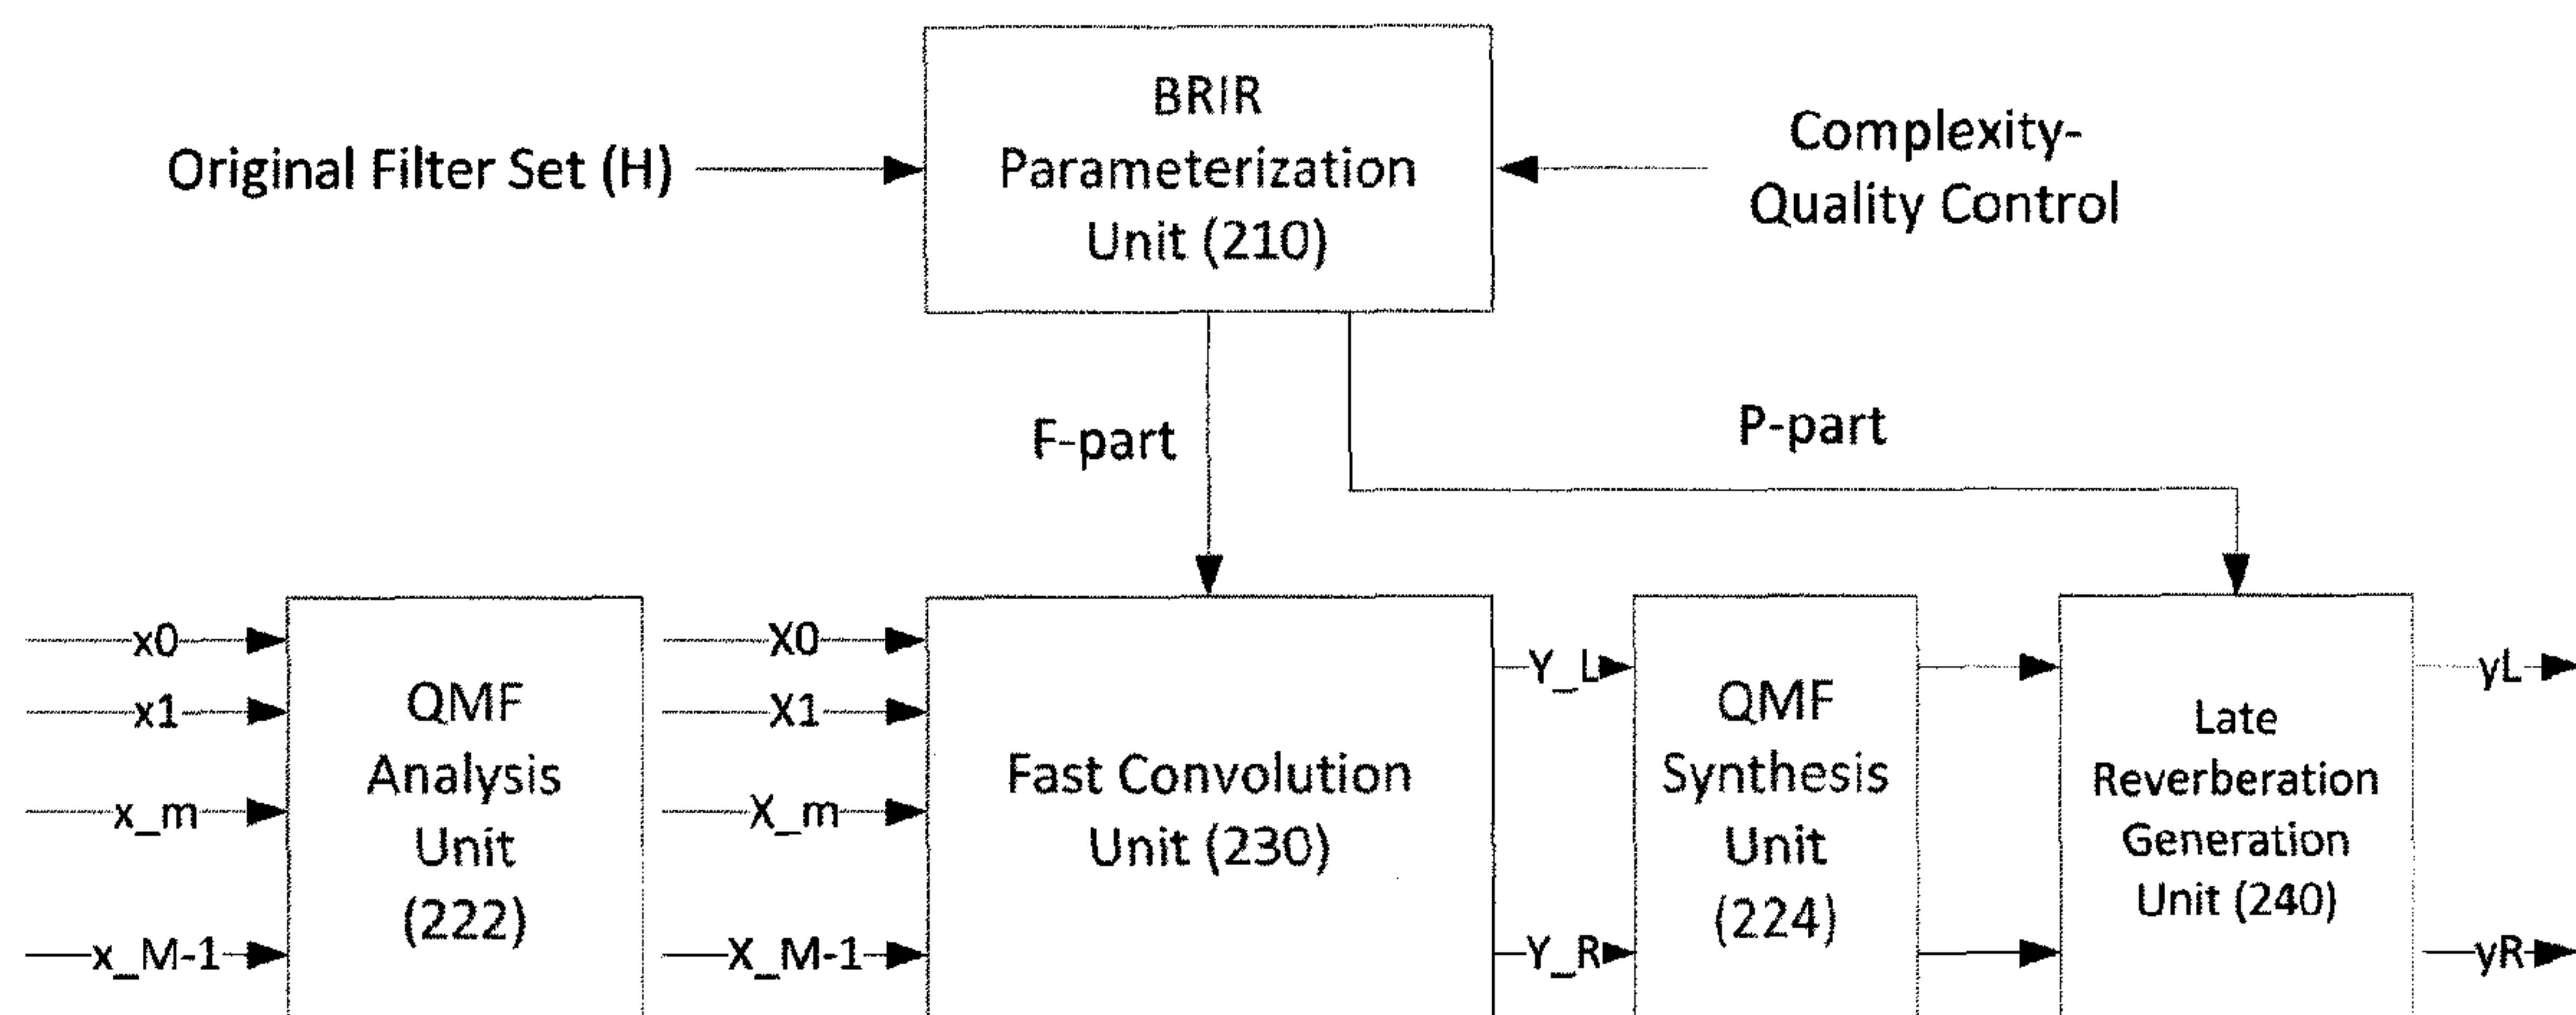 BRIR
Parameterization
Unit (210)
Original Filter Set (H)
Complexity-
Quality Control
F-part
P-part
x0
x1
x_m
x_M-1
QMF
Analysis
Unit
(222)
X0
X1
X_m
X_M-1
Fast Convolution
Unit (230)
Y_L
Y_R
QMF
Synthesis
Unit
(224)
Late
Reverberation
Generation
Unit (240)
yL
yR